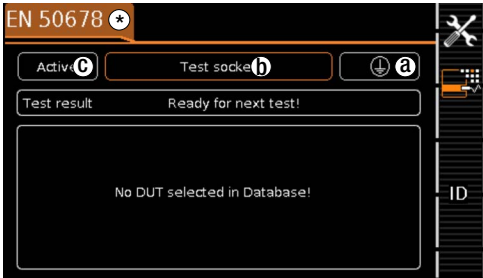 EN 50678 *
Active c Test socket b a
Test result Ready for next test!
No DUT selected in Database!
ID